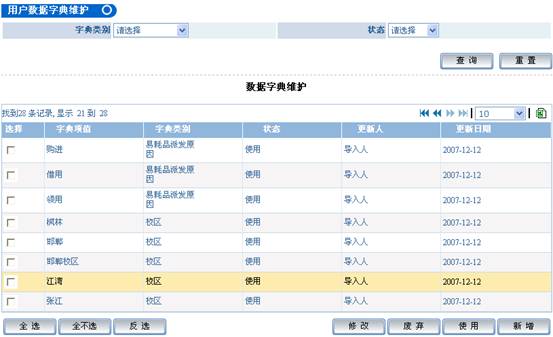 用户数据字典维护
字典类别 请选择 状态 请选择
查 询 重 置
数据字典维护
找到28 条记录, 显示 21 到 28 10
选择 字典项值 字典类别 状态 更新人 更新日期
购进 易耗品派发原因 使用 导入人 2007-12-12
借用 易耗品派发原因 使用 导入人 2007-12-12
领用 易耗品派发原因 使用 导入人 2007-12-12
枫林 校区 使用 导入人 2007-12-12
邯郸 校区 使用 导入人 2007-12-12
邯郸校区 校区 使用 导入人 2007-12-12
江湾 校区 使用 导入人 2007-12-12
张江 校区 使用 导入人 2007-12-12
全 选 全不选 反 选 修 改 废 弃 使 用 新 增